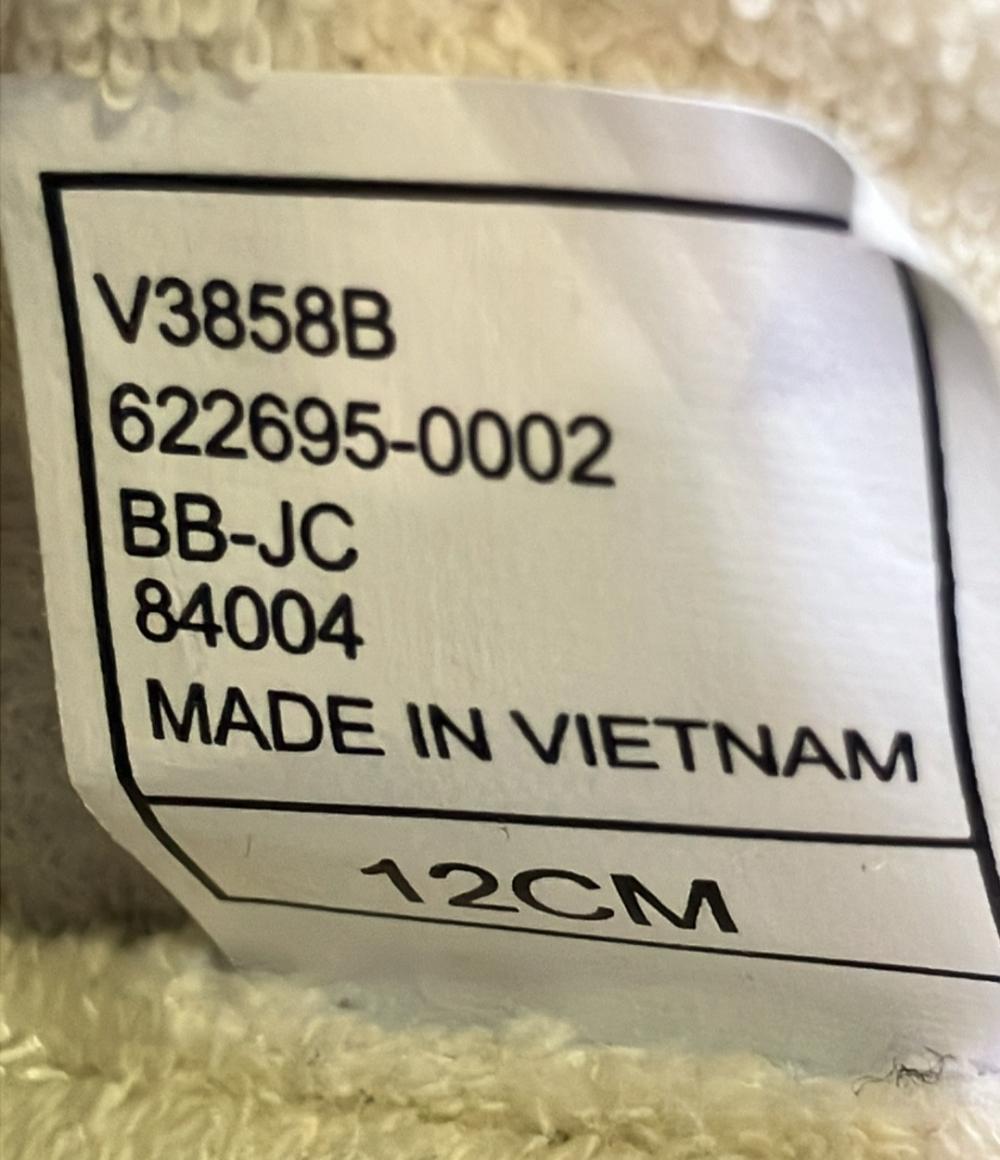 V3858B
622695-0002
BB-JC
84004
MADE IN VIETNAM
12CM